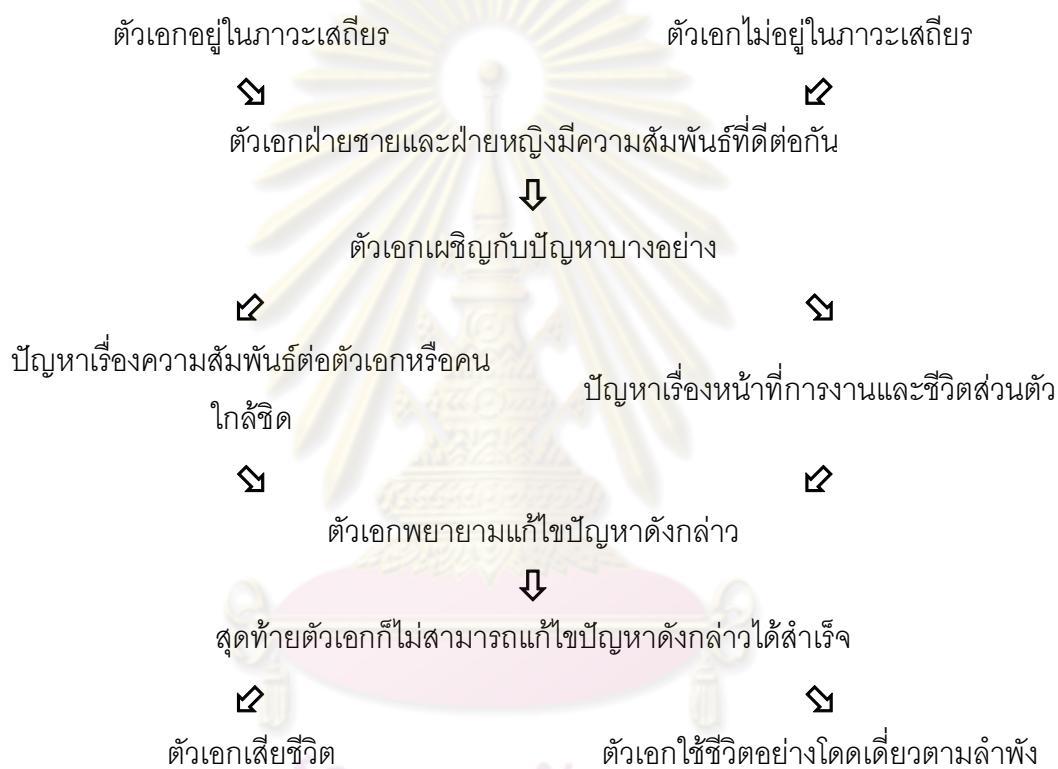 ตัวเอกอยู่ในภาวะเสถียร ตัวเอกไม่อยู่ในภาวะเสถียร
ตัวเอกฝ่ายชายและฝ่ายหญิงมีความสัมพันธ์ที่ดีต่อกัน
ตัวเอกเผชิญกับปัญหาบางอย่าง
ปัญหาเรื่องความสัมพันธ์ต่อตัวเอกหรือคน
ใกล้ชิด
ปัญหาเรื่องหน้าที่การงานและชีวิตส่วนตัว
ตัวเอกพยายามแก้ไขปัญหาดังกล่าว
สุดท้ายตัวเอกก็ไม่สามารถแก้ไขปัญหาดังกล่าวได้สำเร็จ
ตัวเอกเสียชีวิต ตัวเอกใช้ชีวิตอย่างโดดเดี่ยวตามลำพัง